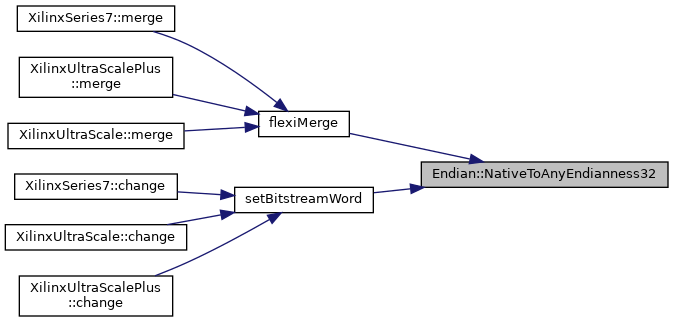 XilinxSeries7::merge
XilinxUltraScalePlus
::merge
XilinxUltraScale::merge
flexiMerge
Endian::NativeToAnyEndianness32
XilinxSeries7::change
setBitstreamWord
XilinxUltraScale::change
XilinxUltraScalePlus
::change